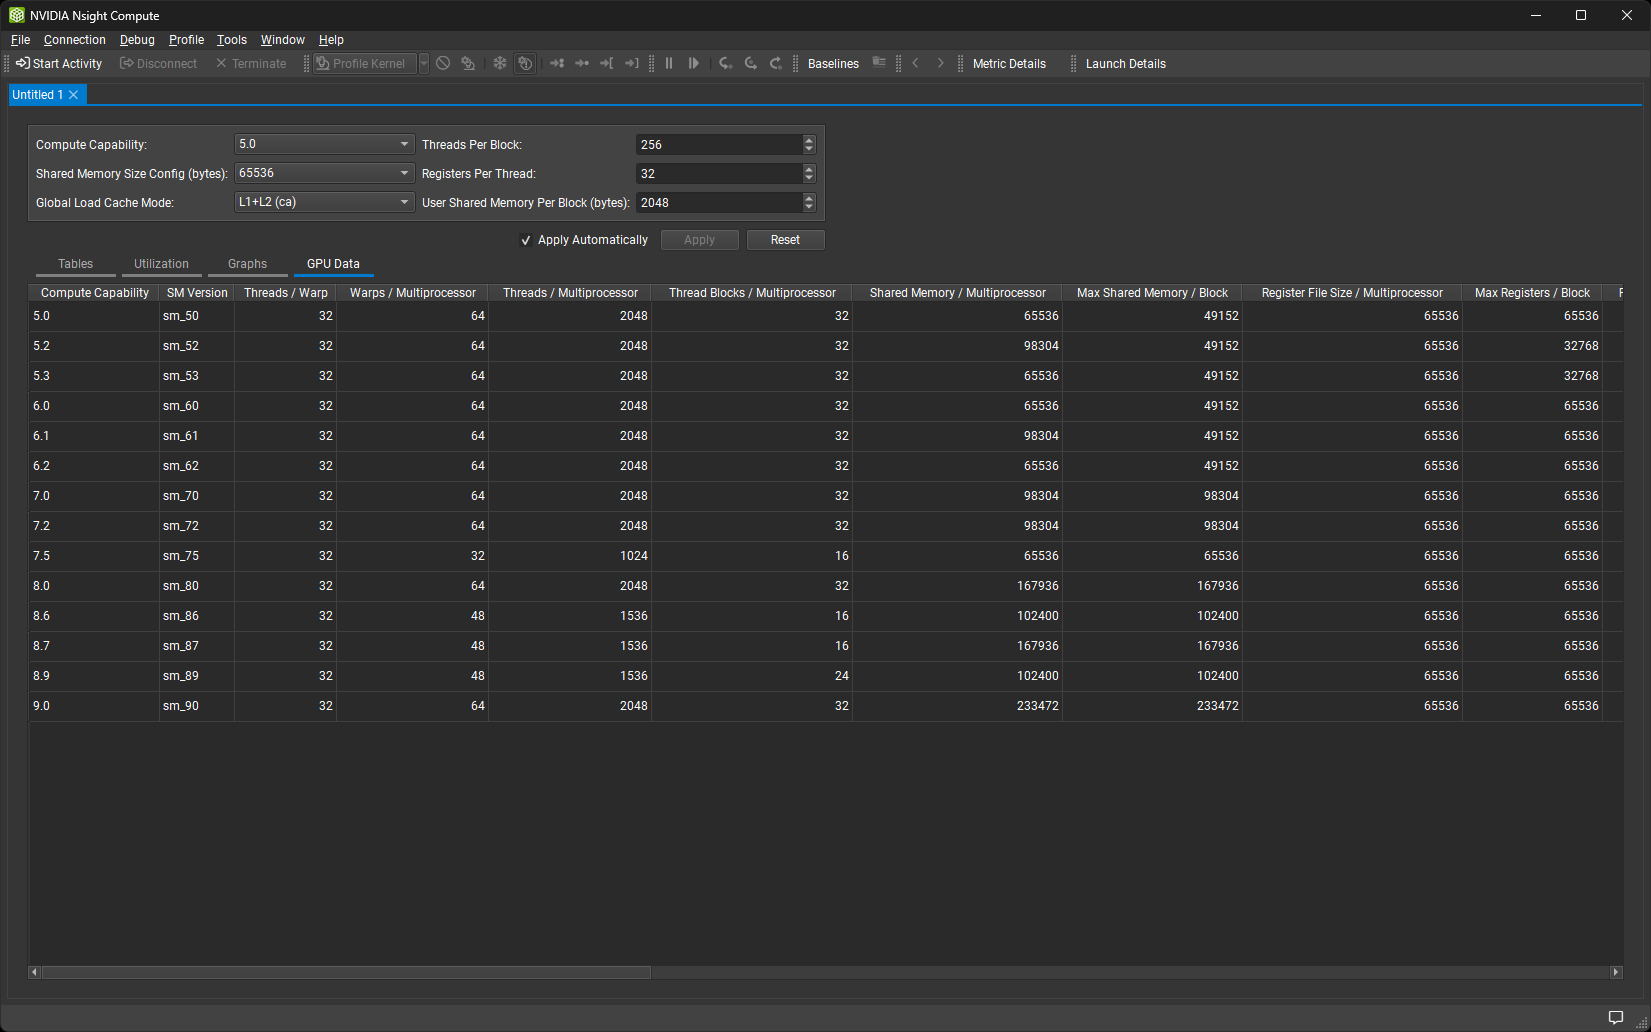 NVIDIA Nsight Compute
File Connection Debug Profile Tools Window Help
Start Activity Disconnect Terminate Profile Kernel Baselines Metric Details Launch Details
Untitled 1
Compute Capability: 5.0 Threads Per Block: 256
Shared Memory Size Config (bytes): 65536 Registers Per Thread: 32
Global Load Cache Mode: L1+L2 (ca) User Shared Memory Per Block (bytes): 2048
Apply Automatically Apply Reset
Tables Utilization Graphs GPU Data
Compute Capability SM Version Threads / Warp Warps / Multiprocessor Threads / Multiprocessor Thread Blocks / Multiprocessor Shared Memory / Multiprocessor Max Shared Memory / Block Register File Size / Multiprocessor Max Registers / Block
5.0 sm_50 32 64 2048 32 65536 49152 65536 65536
5.2 sm_52 32 64 2048 32 98304 49152 65536 32768
5.3 sm_53 32 64 2048 32 65536 49152 65536 32768
6.0 sm_60 32 64 2048 32 65536 49152 65536 65536
6.1 sm_61 32 64 2048 32 98304 49152 65536 65536
6.2 sm_62 32 64 2048 32 65536 49152 65536 65536
7.0 sm_70 32 64 2048 32 98304 98304 65536 65536
7.2 sm_72 32 64 2048 32 98304 98304 65536 65536
7.5 sm_75 32 32 1024 16 65536 65536 65536 65536
8.0 sm_80 32 64 2048 32 167936 167936 65536 65536
8.6 sm_86 32 48 1536 16 102400 102400 65536 65536
8.7 sm_87 32 48 1536 16 167936 167936 65536 65536
8.9 sm_89 32 48 1536 24 102400 102400 65536 65536
9.0 sm_90 32 64 2048 32 233472 233472 65536 65536